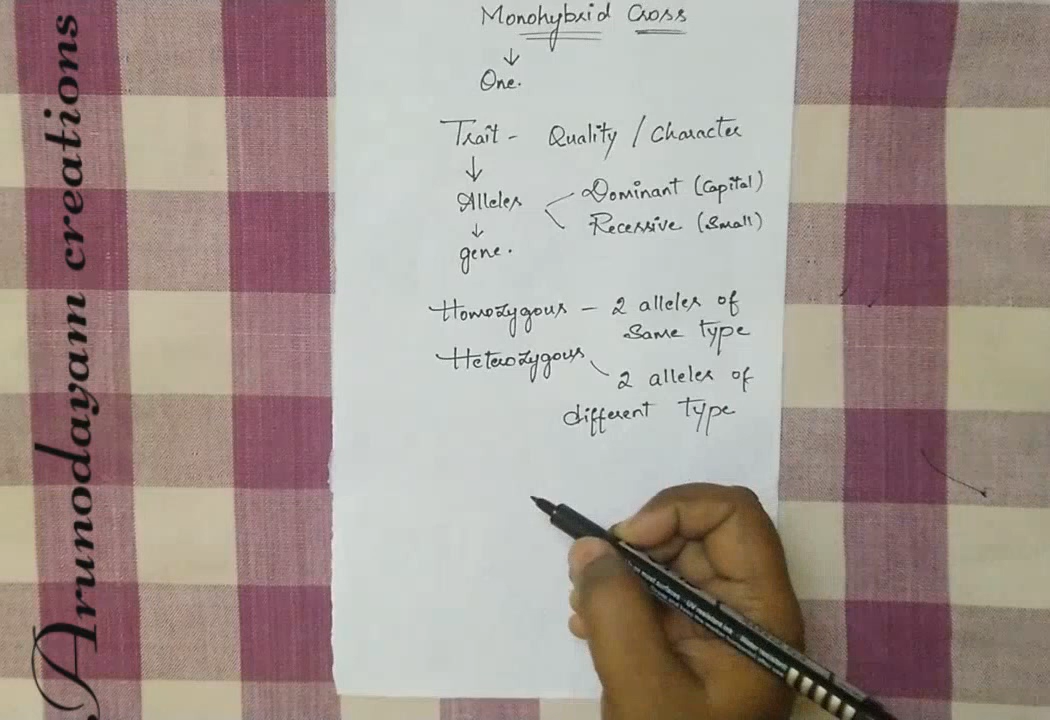 Monohybrid Cross
One.
Trait - Quality / Character
Alleles
Dominant (Capital)
Recessive (Small)
gene.
Homozygous - 2 alleles of
same type
Heterozygous
2 alleles of
different type
Arunodayam creations